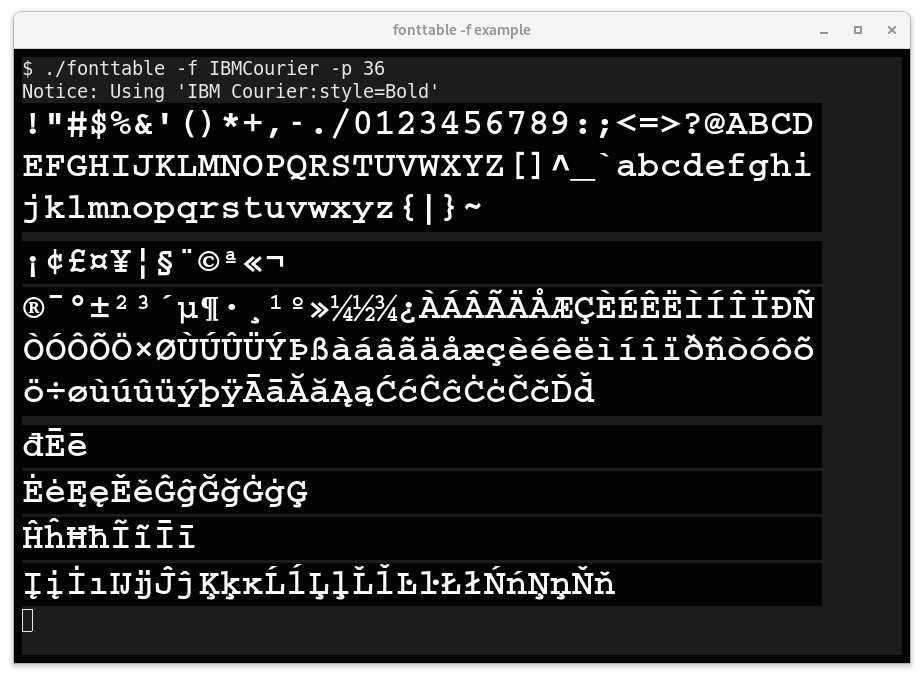 fonttable -f example
$ ./fonttable -f IBMCourier -p 36
Notice: Using 'IBM Courier:style=Bold'
!"#$%&'()*+,-./0123456789:;<=>?@ABCD
EFGHIJKLMNOPQRSTUVWXYZ[]^_`abcdefghi
jklmnopqrstuvwxyz{|}~
¡¢£¤¥¦§¨©ª«¬
®¯°±²³´µ¶·¸¹º»¼½¾¿ÀÁÂÃÄÅÆÇÈÉÊËÌÍÎÏÐÑ
ÒÓÔÕÖ×ØÙÚÛÜÝÞßàáâãäåæçèéêëìíîïðñòóôõ
ö÷øùúûüýþÿĀāĂăĄąĆćĈĉĊċČčĎď
đĒē
ĖėĘęĚěĜĝĞğĠġĢ
ĤĥĦħĨĩĪī
ĮįİıĲĳĴĵĶķĸĹĺĻļĽľĿŀŁłŃńŅņŇň